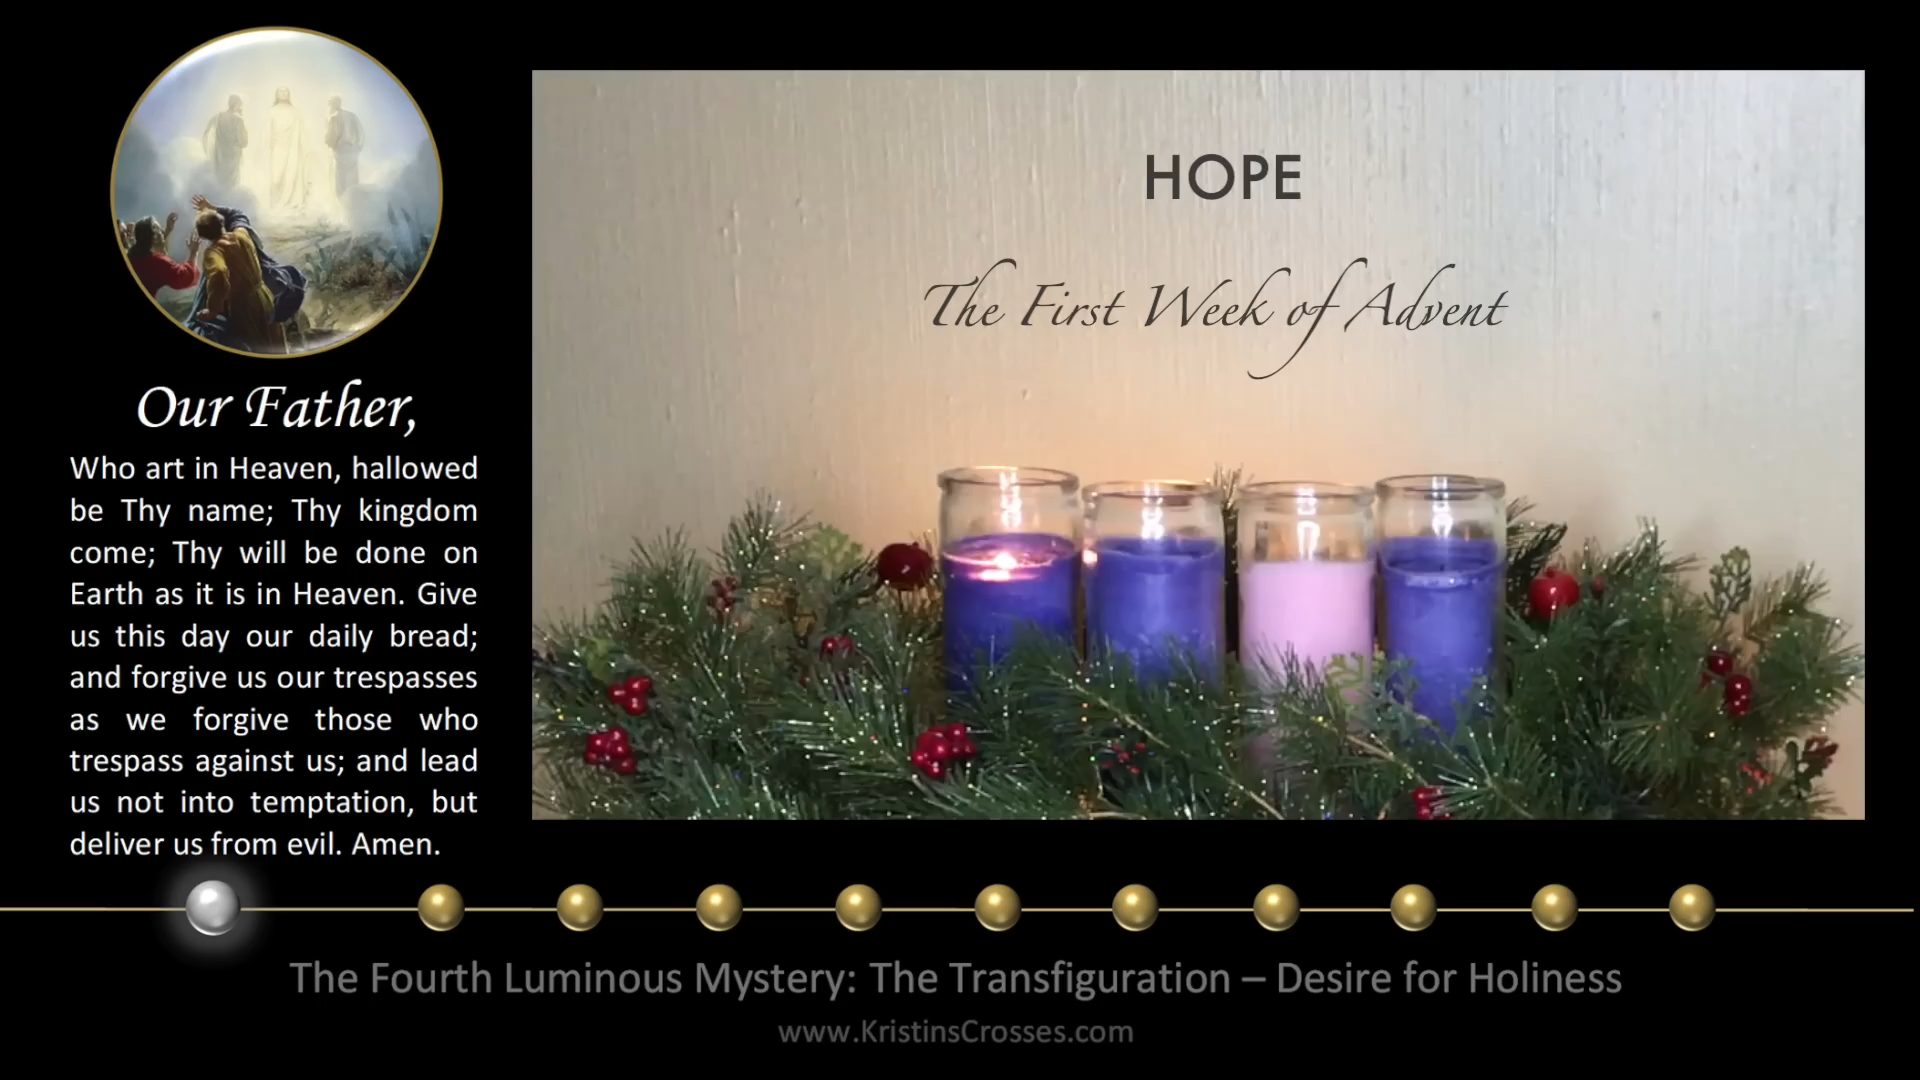 Our Father,
Who art in Heaven, hallowed
be Thy name; Thy kingdom
come; Thy will be done on
Earth as it is in Heaven. Give
us this day our daily bread;
and forgive us our trespasses
as we forgive those who
trespass against us; and lead
us not into temptation, but
deliver us from evil. Amen.
HOPE
The First Week of Advent
The Fourth Luminous Mystery: The Transfiguration – Desire for Holiness
www.KristinsCrosses.com